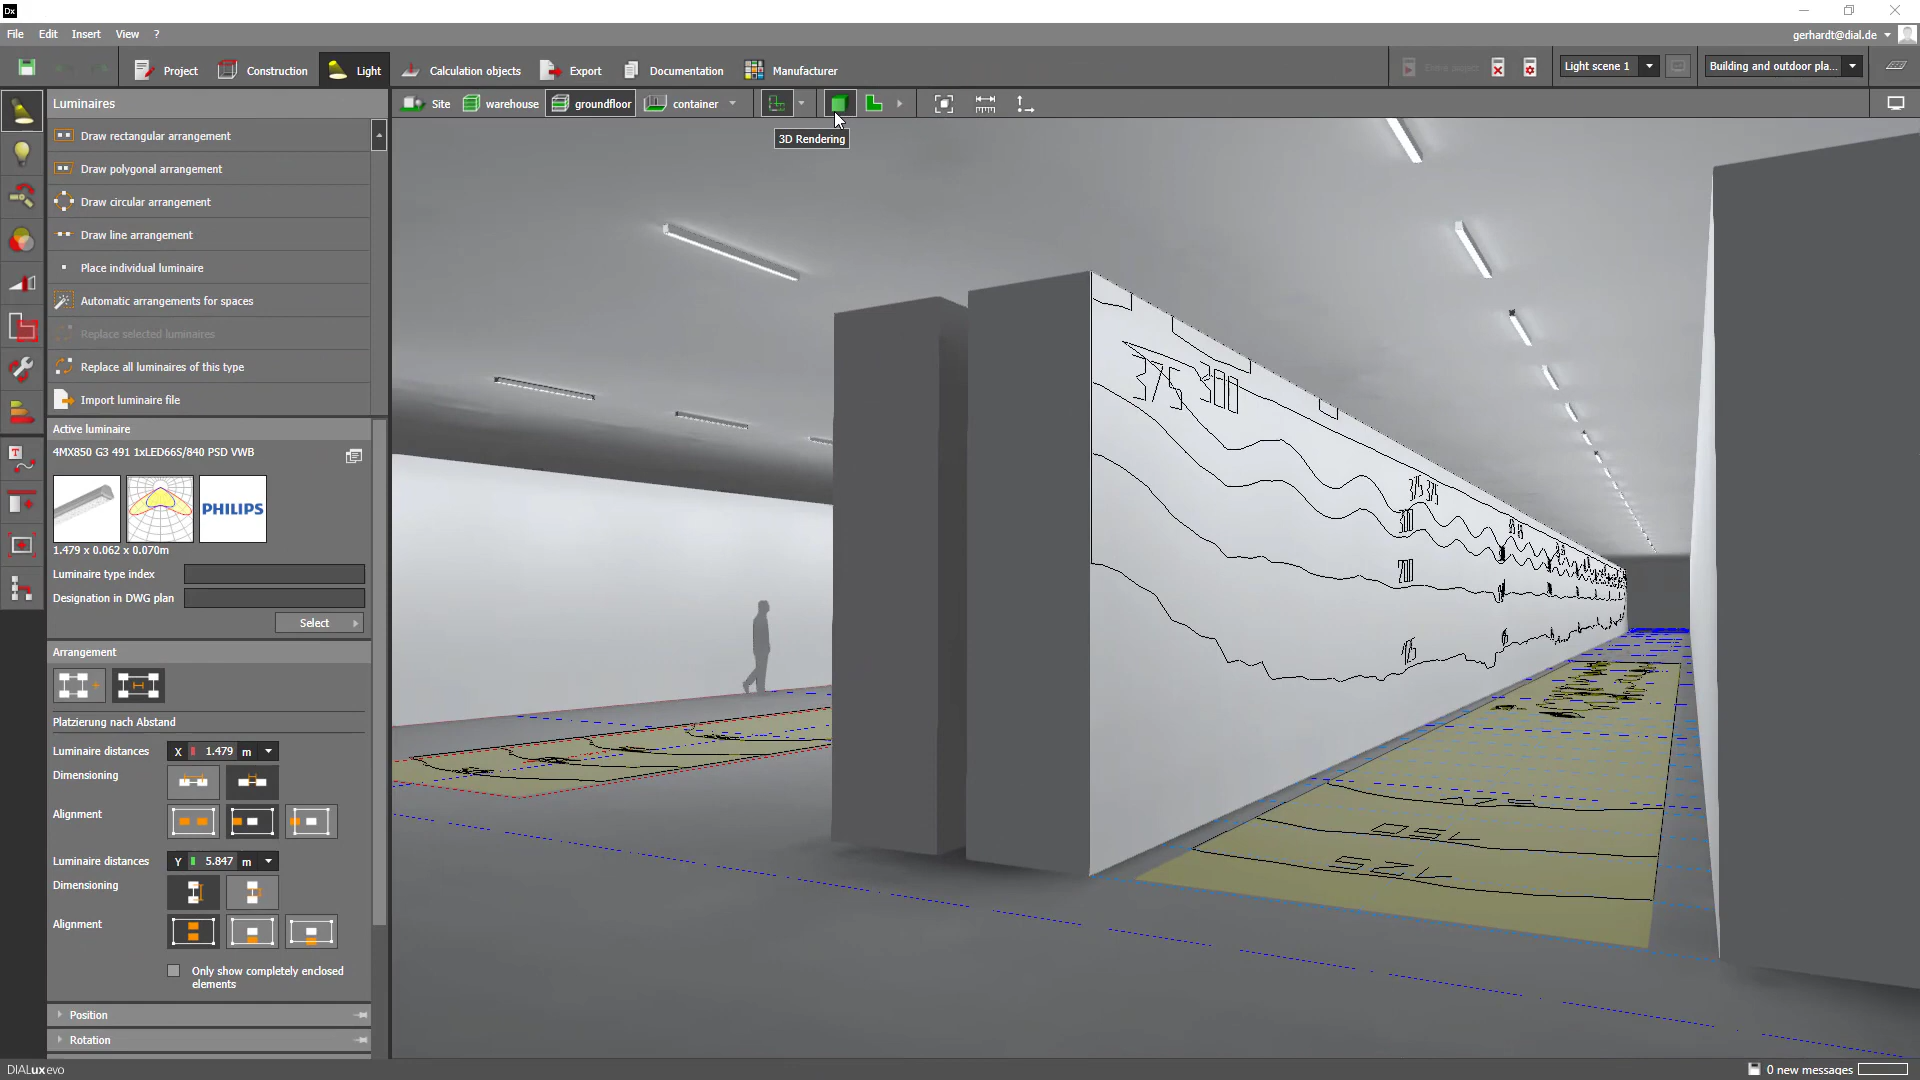 Dx
File Edit Insert View ?
gerhardt@dial.de
Project Construction Light Calculation objects Export Documentation Manufacturer
Entire project
Light scene 1
Building and outdoor pla...
Luminaires
Site warehouse groundfloor container
3D Rendering
Draw rectangular arrangement
Draw polygonal arrangement
Draw circular arrangement
Draw line arrangement
Place individual luminaire
Automatic arrangements for spaces
Replace selected luminaires
Replace all luminaires of this type
Import luminaire file
Active luminaire
4MX850 G3 491 1xLED66S/840 PSD VWB
PHILIPS
1.479 x 0.062 x 0.070m
Luminaire type index
Designation in DWG plan
Select
Arrangement
Platzierung nach Abstand
Luminaire distances X 1.479 m
Dimensioning
Alignment
Luminaire distances Y 5.847 m
Dimensioning
Alignment
Only show completely enclosed
elements
Position
Rotation
375 300
300
200
DIALux evo
0 new messages